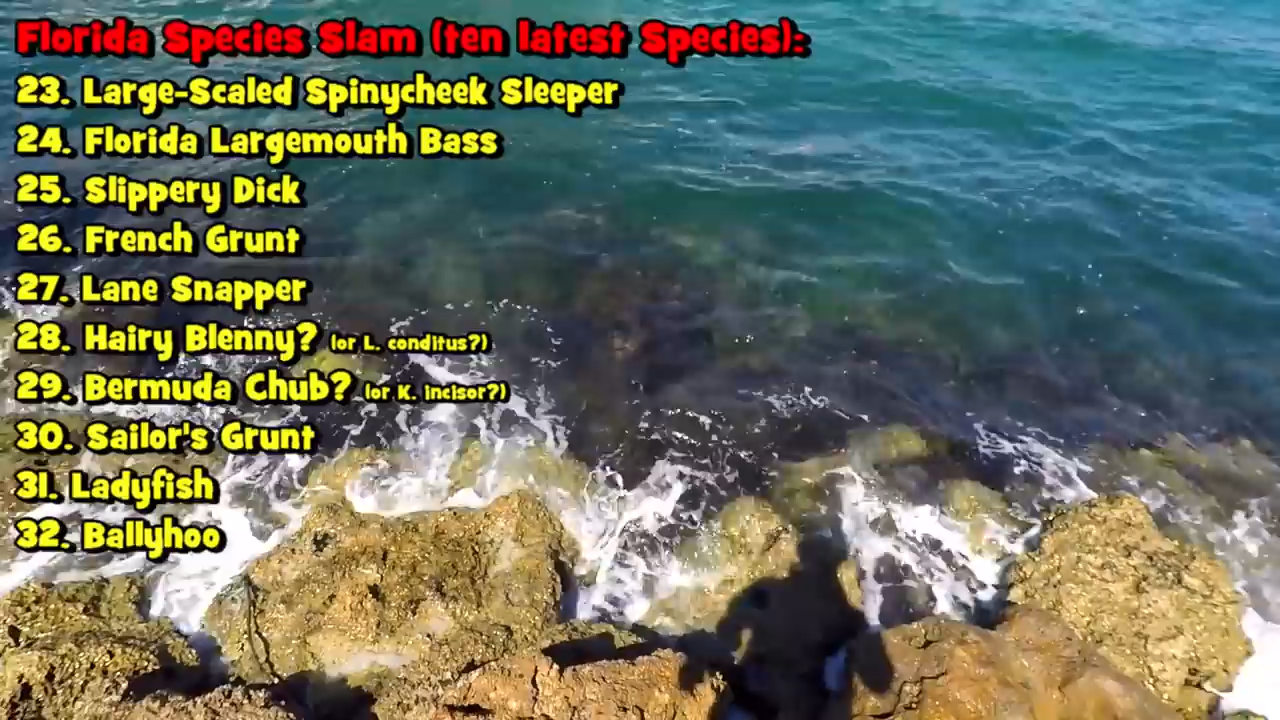 Florida Species Slam (ten latest Species):
23. Large-Scaled Spinycheek Sleeper
24. Florida Largemouth Bass
25. Slippery Dick
26. French Grunt
27. Lane Snapper
28. Hairy Blenny? (or L. conditus?)
29. Bermuda Chub? (or K. incisor?)
30. Sailor's Grunt
31. Ladyfish
32. Ballyhoo